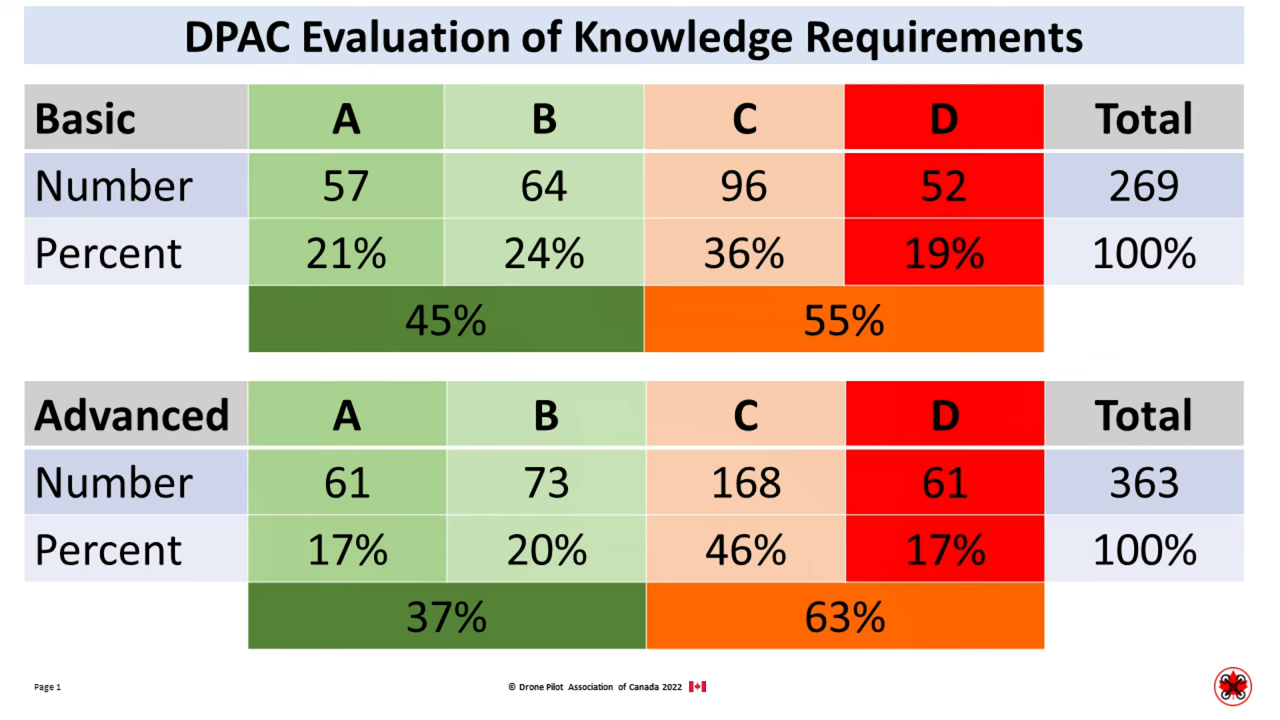 DPAC Evaluation of Knowledge Requirements
Basic A B C D Total
Number 57 64 96 52 269
Percent 21% 24% 36% 19% 100%
45% 55%
Advanced A B C D Total
Number 61 73 168 61 363
Percent 17% 20% 46% 17% 100%
37% 63%
Page 1 © Drone Pilot Association of Canada 2022